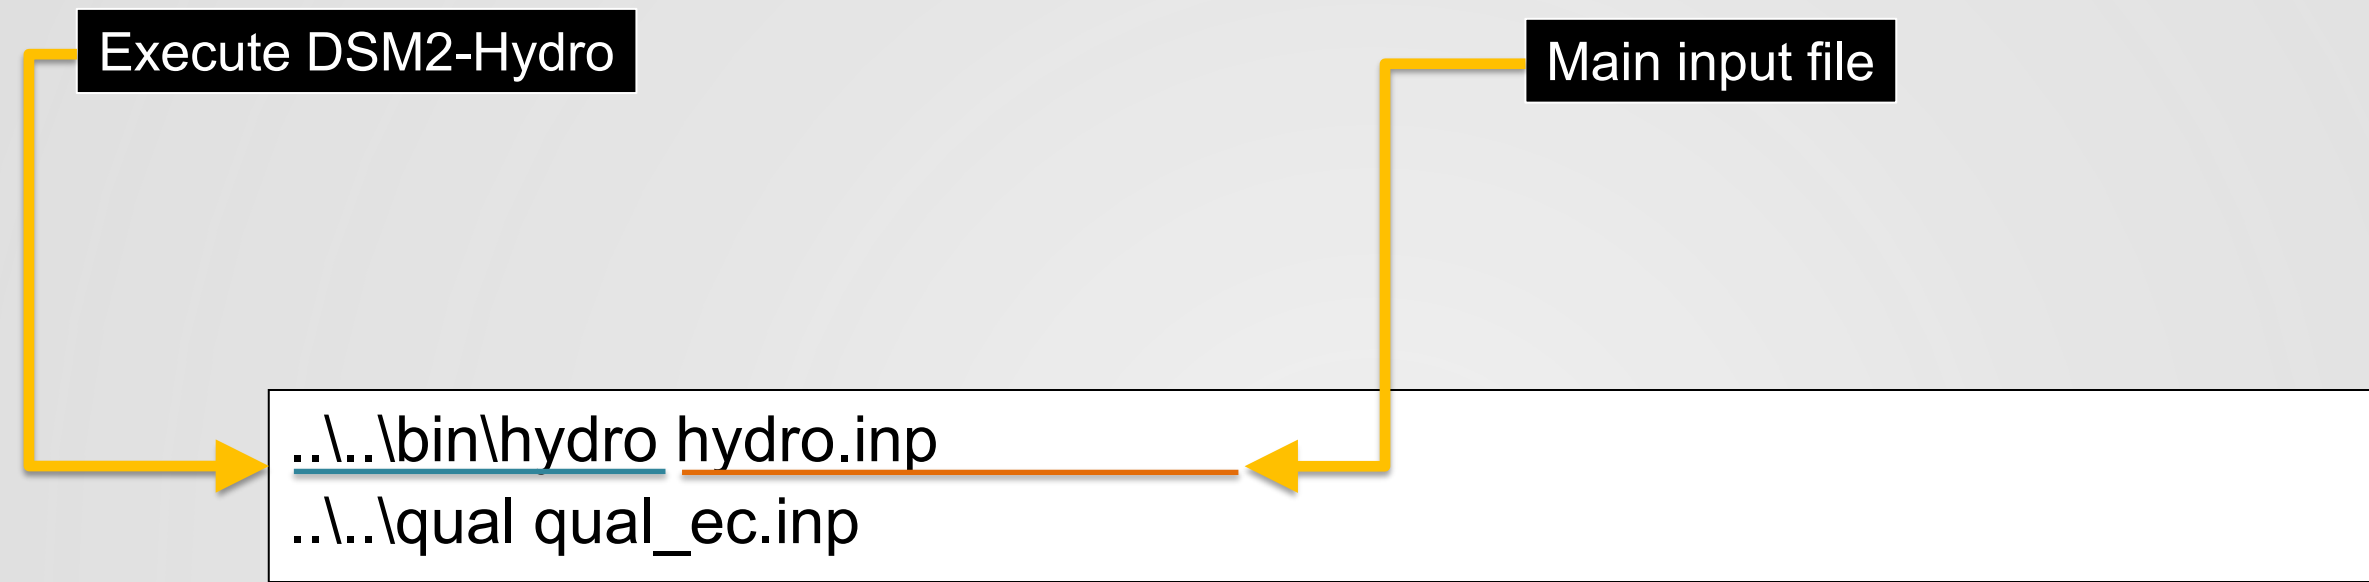 Execute DSM2-Hydro
Main input file
..\..\bin\hydro hydro.inp
..\..\qual qual_ec.inp